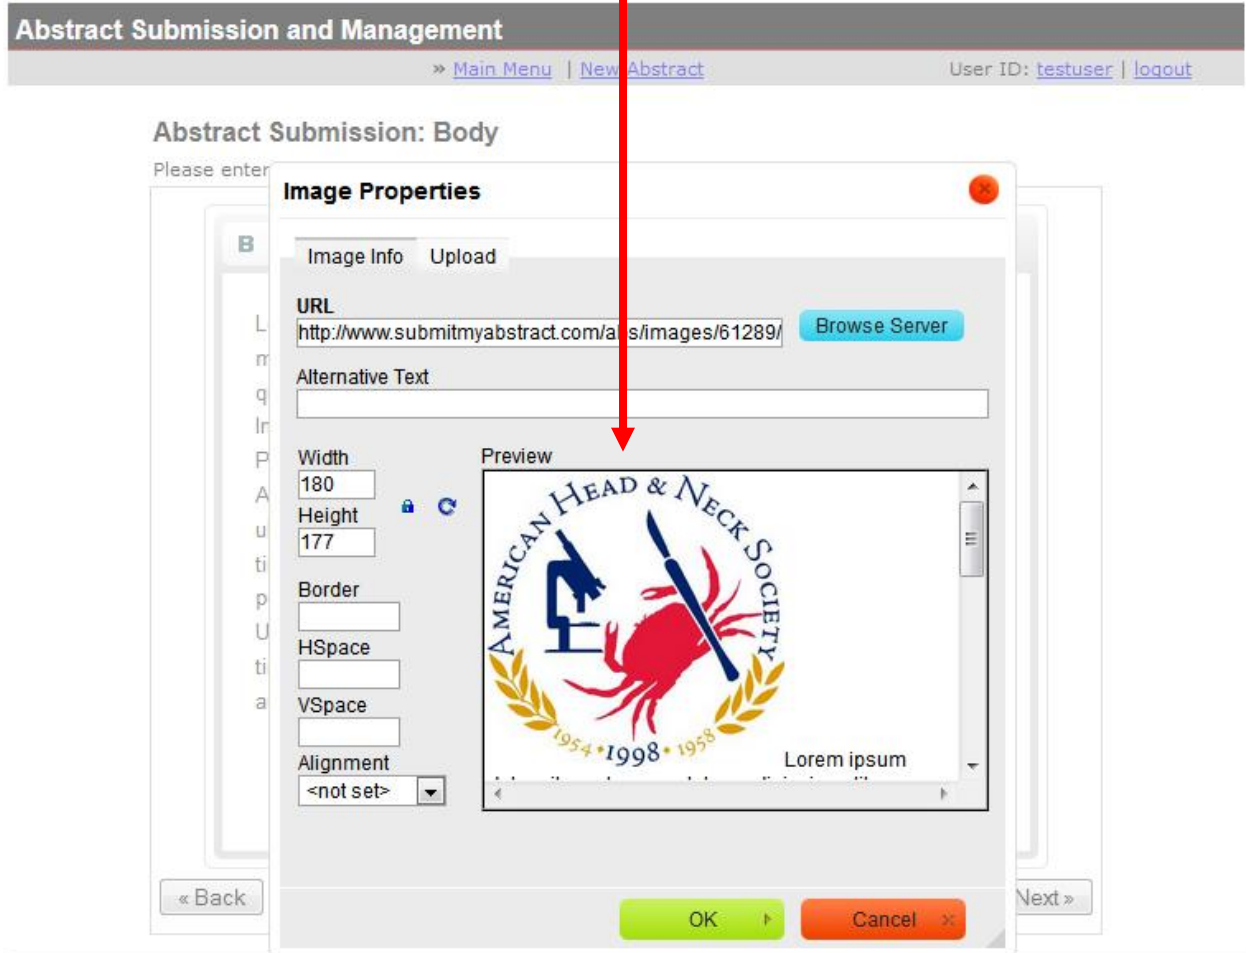 Abstract Submission and Management
» Main Menu | New Abstract User ID: testuser | logout
Abstract Submission: Body
Please enter
Image Properties
B
Image Info Upload
URL
http://www.submitmyabstract.com/abs/images/61289/ Browse Server
Alternative Text
Width
180
Height
177
Border
HSpace
VSpace
Alignment
<not set>
Preview
AMERICAN HEAD & NECK SOCIETY
1954 • 1998 • 1958
Lorem ipsum
« Back
Next »
OK
Cancel